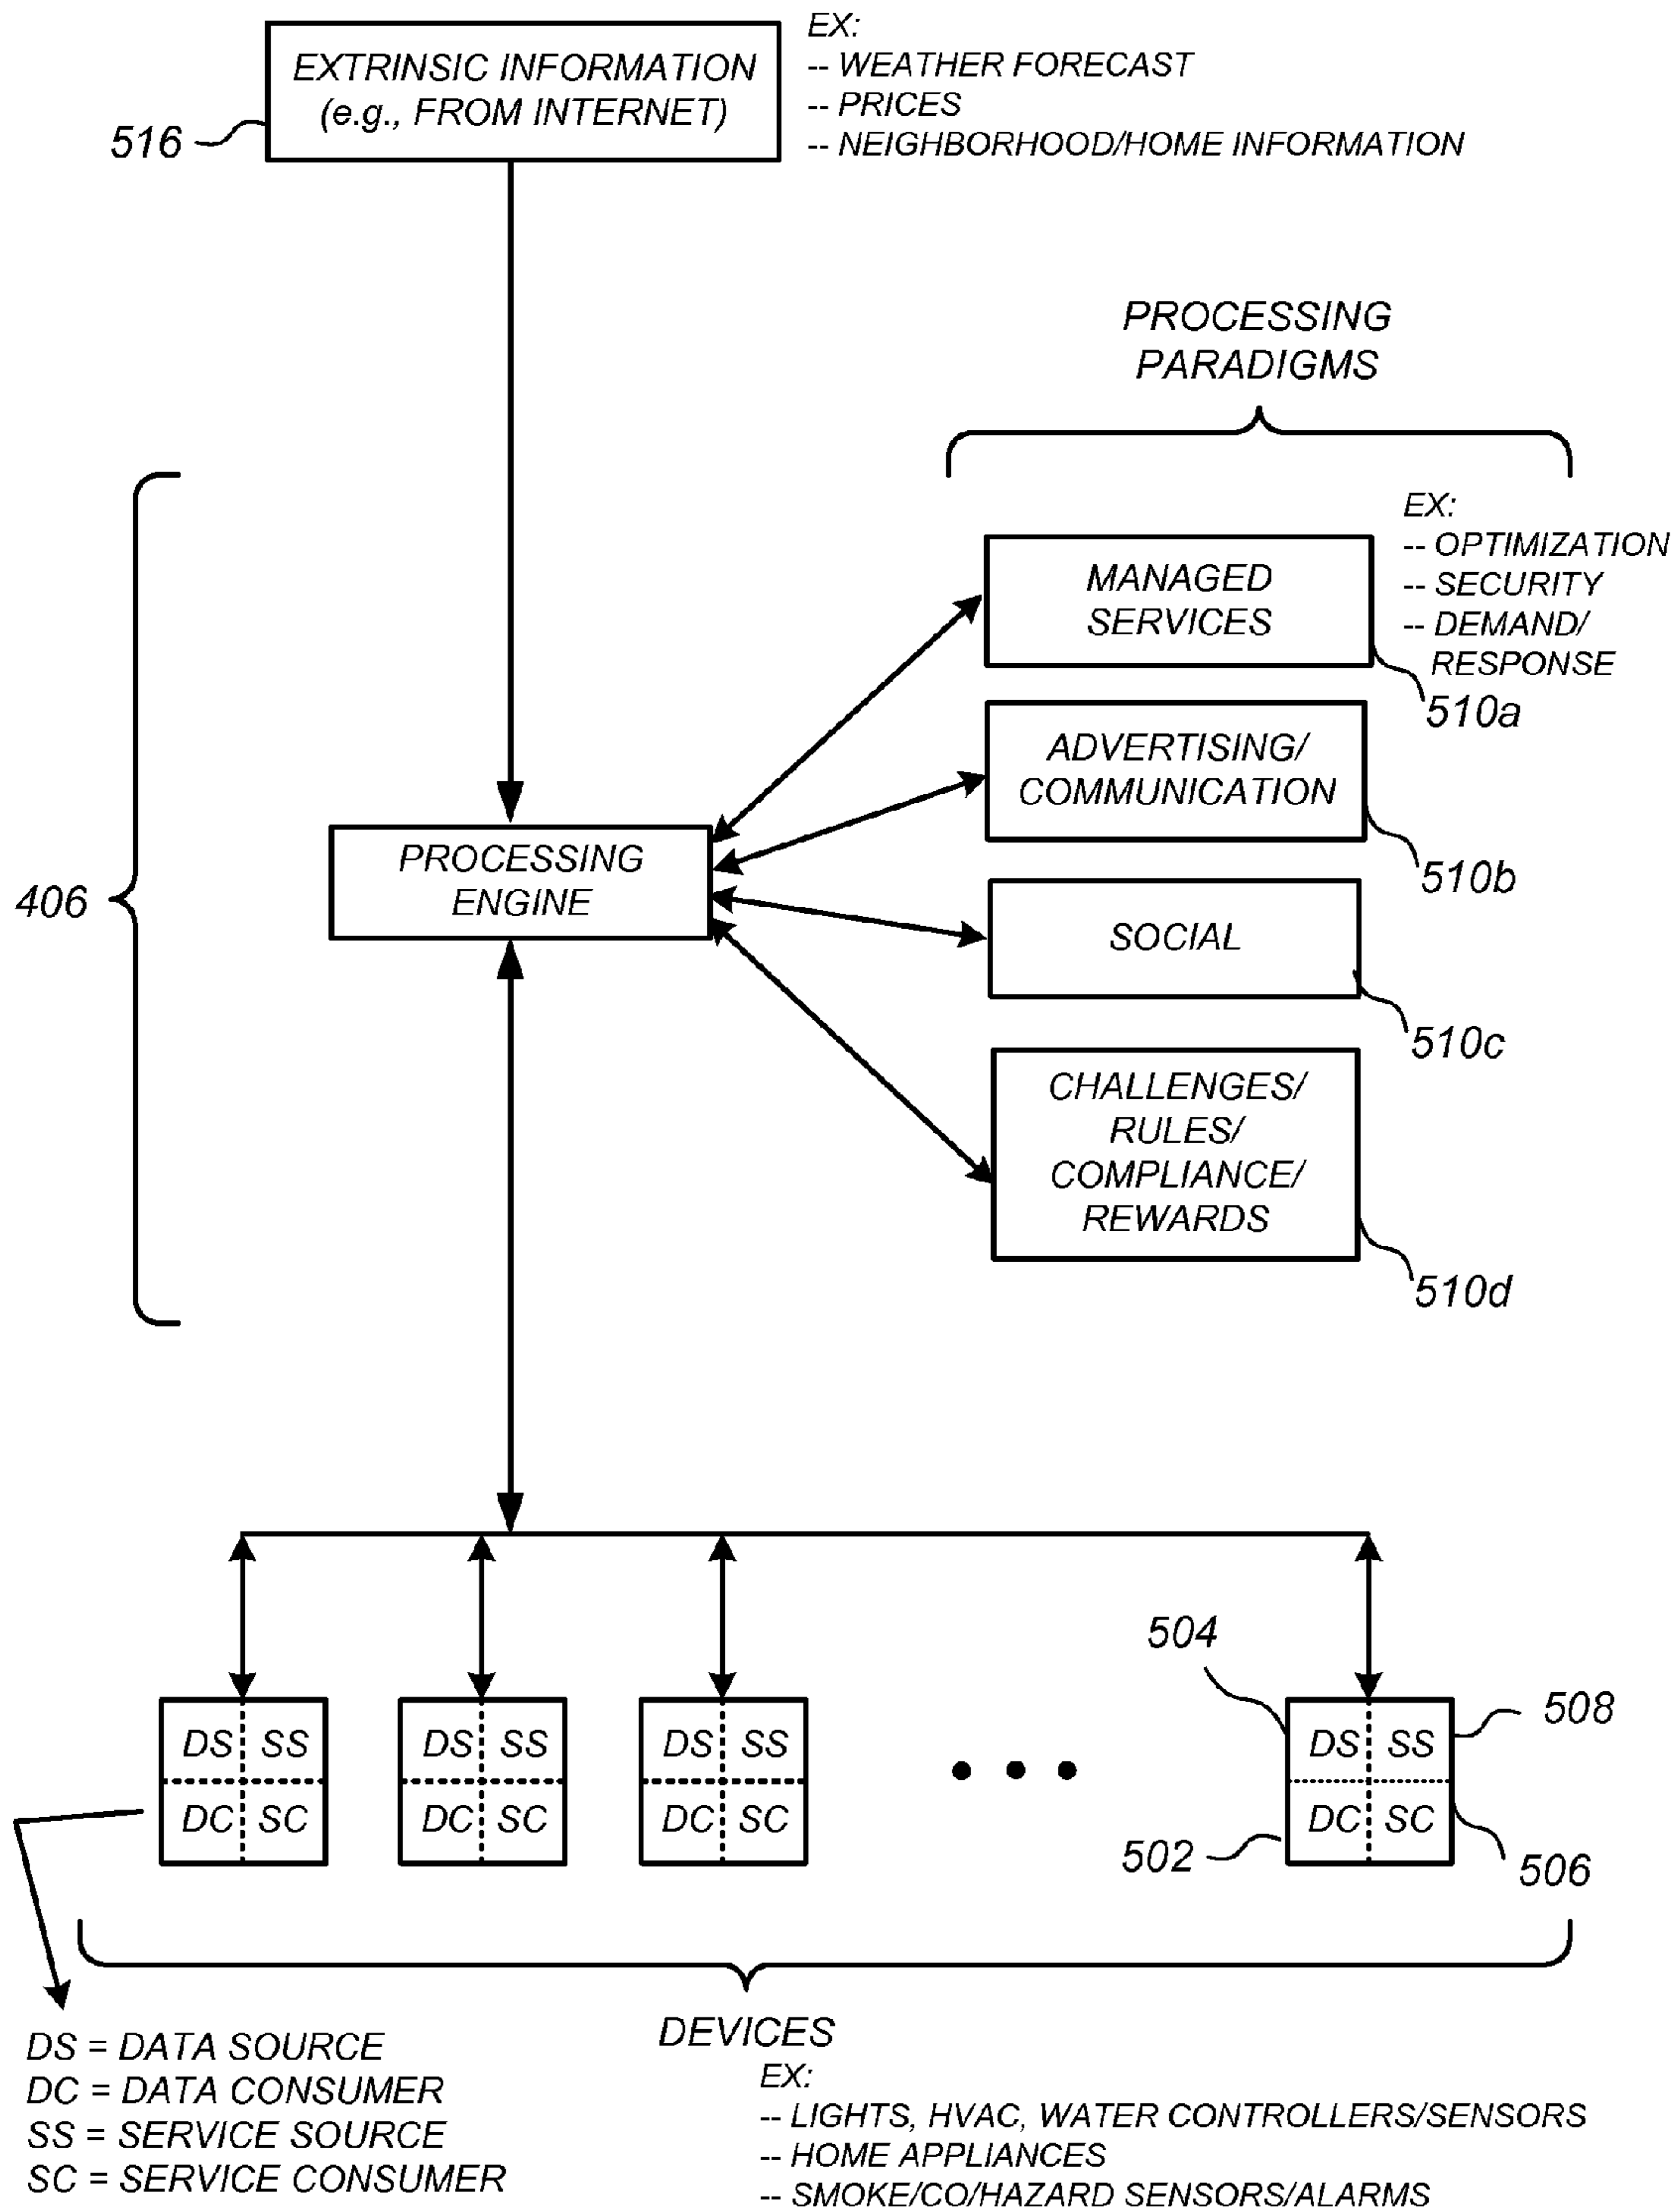 EXTRINSIC INFORMATION
(e.g., FROM INTERNET)
516
EX:
-- WEATHER FORECAST
-- PRICES
-- NEIGHBORHOOD/HOME INFORMATION
PROCESSING
PARADIGMS
EX:
-- OPTIMIZATION
-- SECURITY
-- DEMAND/
RESPONSE
MANAGED
SERVICES
510a
ADVERTISING/
COMMUNICATION
510b
PROCESSING
ENGINE
406
SOCIAL
510c
CHALLENGES/
RULES/
COMPLIANCE/
REWARDS
510d
504
508
DS SS
DC SC
DS SS
DC SC
DS SS
DC SC
DS SS
DC SC
502
506
DS = DATA SOURCE
DC = DATA CONSUMER
SS = SERVICE SOURCE
SC = SERVICE CONSUMER
DEVICES
EX:
-- LIGHTS, HVAC, WATER CONTROLLERS/SENSORS
-- HOME APPLIANCES
-- SMOKE/CO/HAZARD SENSORS/ALARMS